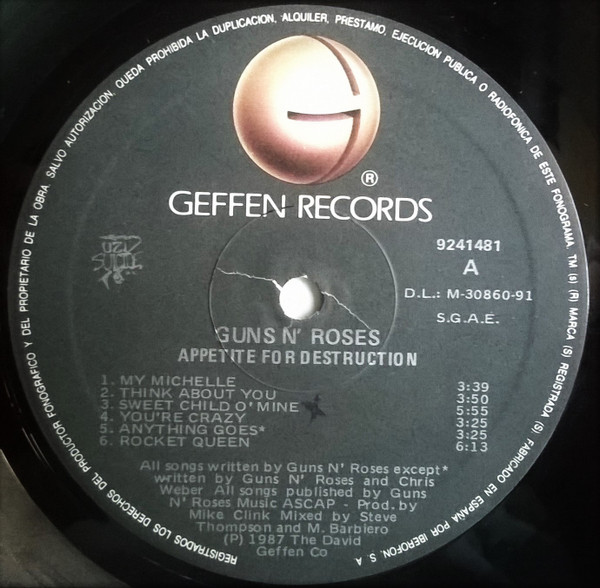 REGISTRADOS LOS DERECHOS DEL PRODUCTOR FONOGRAFICO Y DEL PROPIETARIO DE LA OBRA. SALVO AUTORIZACION, QUEDA PROHIBIDA LA DUPLICACION, ALQUILER, PRESTAMO, EJECUCION PUBLICA O RADIOFONICA DE ESTE FONOGRAMA. TM (s) (R) MARCA (S) REGISTRADA (S) FABRICADO EN ESPAÑA POR IBEROFON, S. A
®
GEFFEN RECORDS
9241481
A
D.L.: M-30860-91
S.G.A.E.
GUNS N' ROSES
APPETITE FOR DESTRUCTION
1. MY MICHELLE 3:39
2. THINK ABOUT YOU 3:50
3. SWEET CHILD O' MINE 5:55
4. YOU'RE CRAZY 3:25
5. ANYTHING GOES* 3:25
6. ROCKET QUEEN 6:13
All songs written by Guns N' Roses except*
written by Guns N' Roses and Chris
Weber All songs published by Guns
N' Roses Music ASCAP - Prod. by
Mike Clink Mixed by Steve
Thompson and M. Barbiero
(P) 1987 The David
Geffen Co